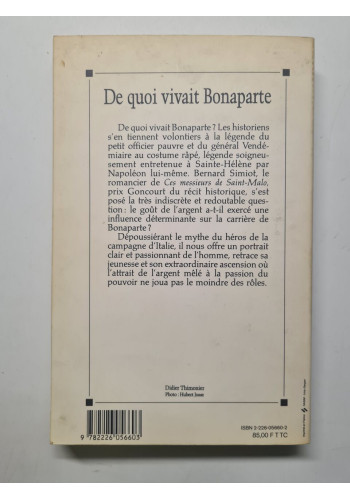 De quoi vivait Bonaparte
De quoi vivait Bonaparte ? Les historiens
s'en tiennent volontiers à la légende du
petit officier pauvre et du général Vendé-
miaire au costume râpé, légende soigneu-
sement entretenue à Sainte-Hélène par
Napoléon lui-même. Bernard Simiot, le
romancier de Ces messieurs de Saint-Malo,
prix Goncourt du récit historique, s'est
posé la très indiscrète et redoutable ques-
tion : le goût de l'argent a-t-il exercé une
influence déterminante sur la carrière de
Bonaparte ?
Dépoussiérant le mythe du héros de la
campagne d'Italie, il nous offre un portrait
clair et passionnant de l'homme, retrace sa
jeunesse et son extraordinaire ascension où
l'attrait de l'argent mêlé à la passion du
pouvoir ne joua pas le moindre des rôles.
Didier Thimonier
Photo : Hubert Josse
9 782226 056603
ISBN 2-226-05660-2
85,00 F TTC